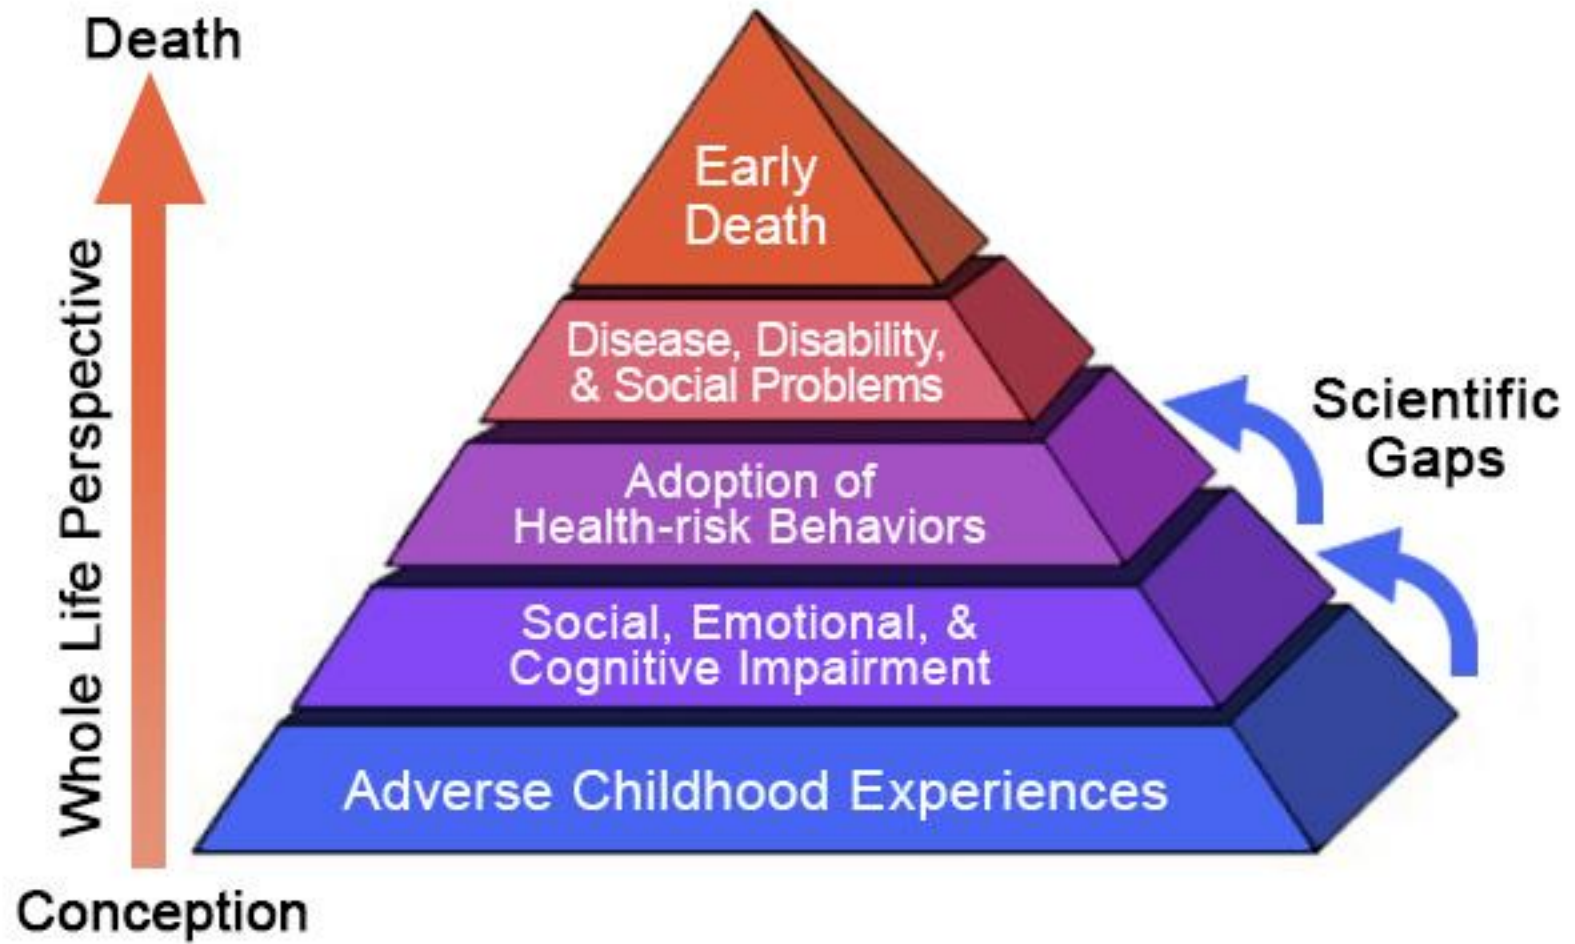 Death
Whole Life Perspective
Conception
Early
Death
Disease, Disability,
& Social Problems
Adoption of
Health-risk Behaviors
Social, Emotional, &
Cognitive Impairment
Adverse Childhood Experiences
Scientific
Gaps